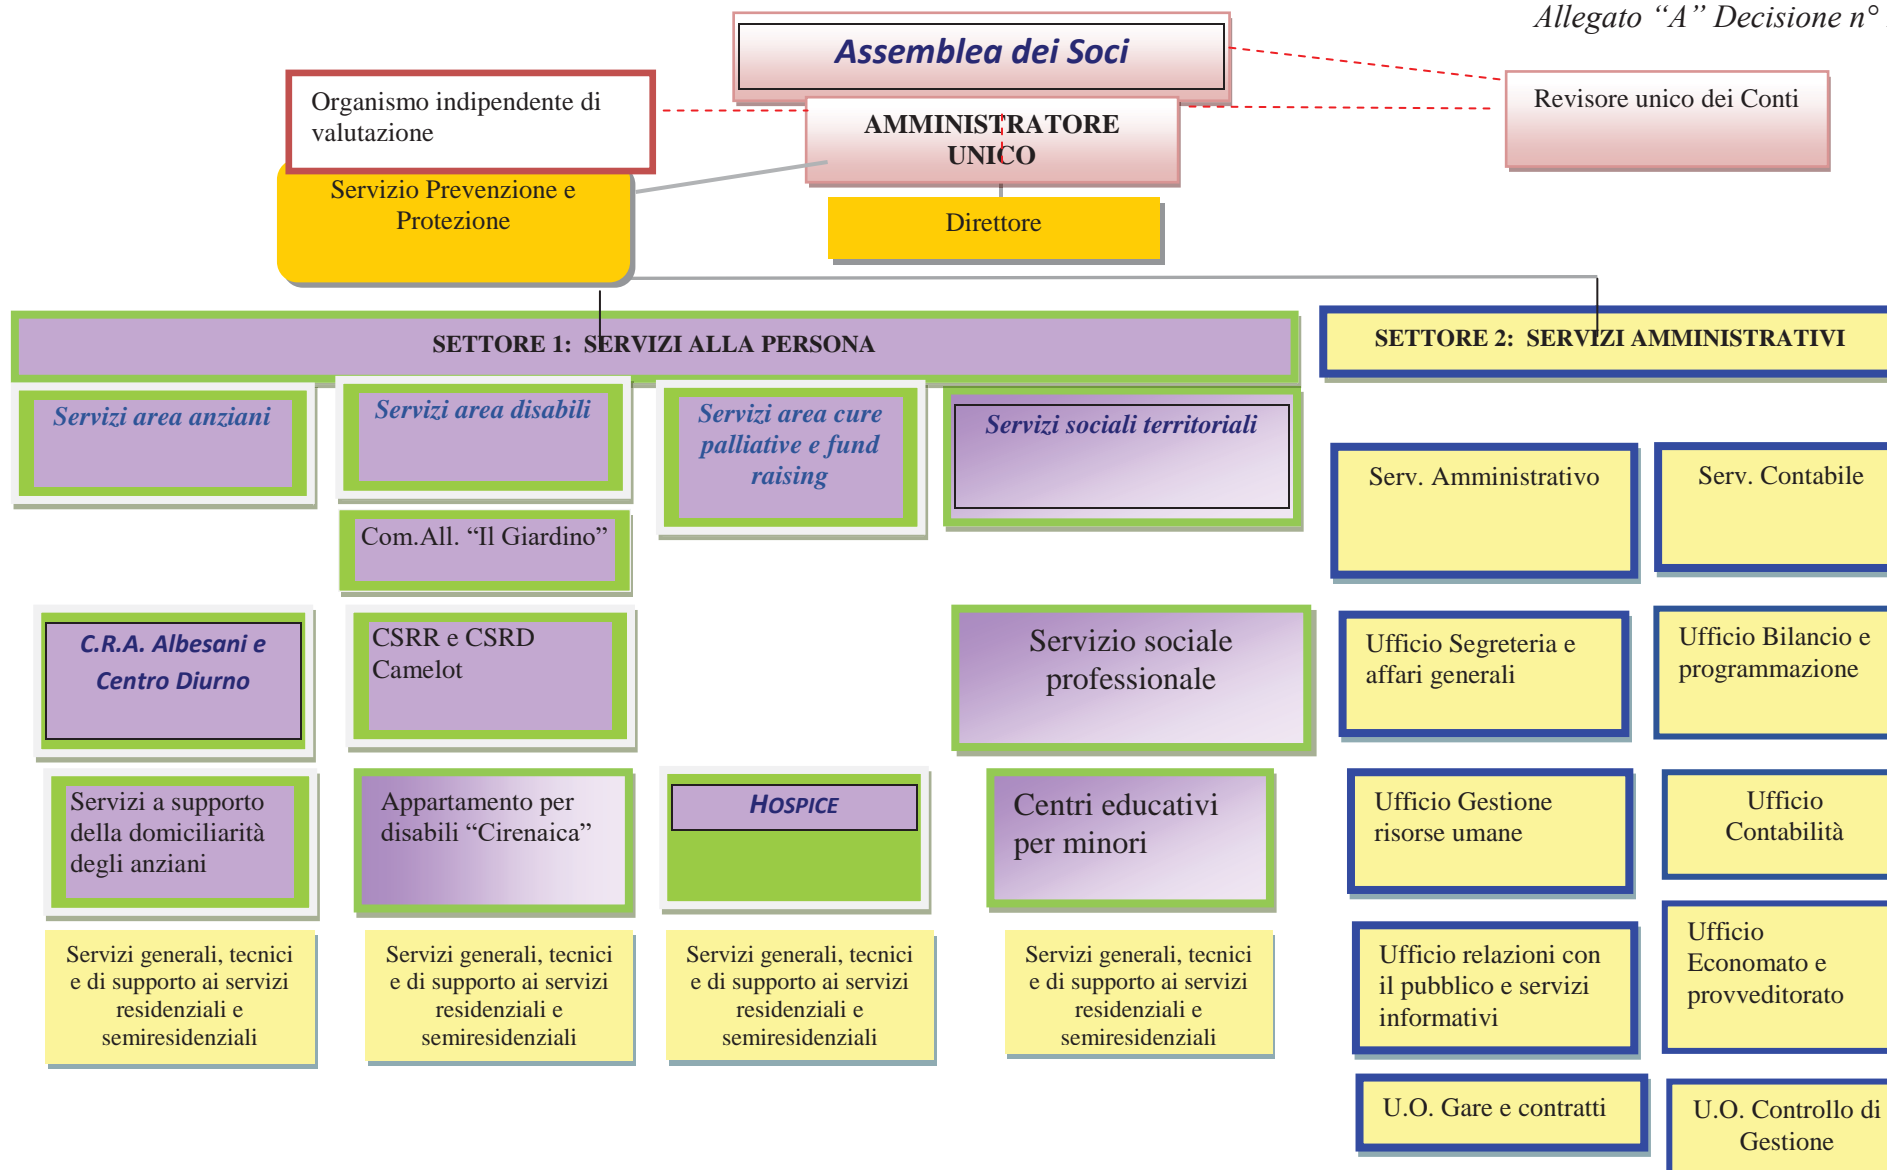 Allegato “A” Decisione n°
Assemblea dei Soci
Organismo indipendente di
valutazione
AMMINISTRATORE
UNICO
Revisore unico dei Conti
Servizio Prevenzione e
Protezione
Direttore
SETTORE 1: SERVIZI ALLA PERSONA
SETTORE 2: SERVIZI AMMINISTRATIVI
Servizi area anziani
Servizi area disabili
Servizi area cure
palliative e fund
raising
Servizi sociali territoriali
Serv. Amministrativo
Serv. Contabile
Com.All. “Il Giardino”
C.R.A. Albesani e
Centro Diurno
CSRR e CSRD
Camelot
Servizio sociale
professionale
Ufficio Segreteria e
affari generali
Ufficio Bilancio e
programmazione
Servizi a supporto
della domiciliarità
degli anziani
Appartamento per
disabili “Cirenaica”
HOSPICE
Centri educativi
per minori
Ufficio Gestione
risorse umane
Ufficio
Contabilità
Servizi generali, tecnici
e di supporto ai servizi
residenziali e
semiresidenziali
Servizi generali, tecnici
e di supporto ai servizi
residenziali e
semiresidenziali
Servizi generali, tecnici
e di supporto ai servizi
residenziali e
semiresidenziali
Servizi generali, tecnici
e di supporto ai servizi
residenziali e
semiresidenziali
Ufficio relazioni con
il pubblico e servizi
informativi
Ufficio
Economato e
provveditorato
U.O. Gare e contratti
U.O. Controllo di
Gestione